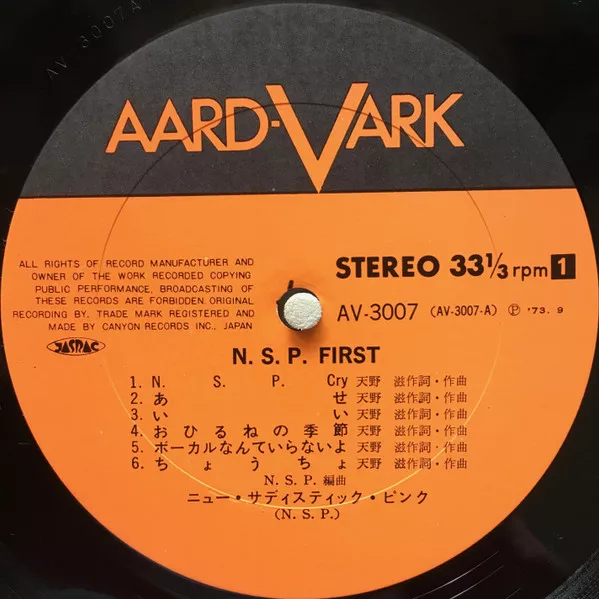 AV-3007A
AARD-VARK
ALL RIGHTS OF RECORD MANUFACTURER AND
OWNER OF THE WORK RECORDED COPYING
PUBLIC PERFORMANCE, BROADCASTING OF
THESE RECORDS ARE FORBIDDEN. ORIGINAL
RECORDING BY. TRADE MARK REGISTERED AND
MADE BY CANYON RECORDS INC., JAPAN
JASRAC
STEREO 33⅓ rpm 1
AV-3007 (AV-3007-A) Ⓟ '73. 9
N. S. P. FIRST
1. N. S. P. Cry 天野 滋作詞・作曲
2. あせ 天野 滋作詞・作曲
3. いい 天野 滋作詞・作曲
4. おひるねの季節 天野 滋作詞・作曲
5. ボーカルなんていらないよ 天野 滋作詞・作曲
6. ちょうちょ 天野 滋作詞・作曲
N. S. P. 編曲
ニュー・サディスティック・ピンク
(N. S. P.)